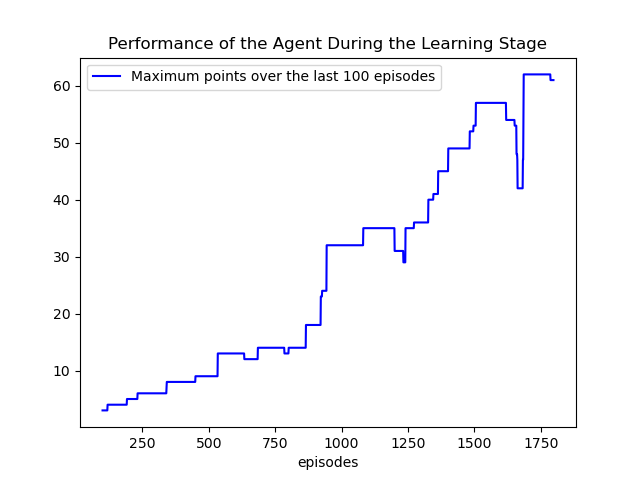 Performance of the Agent During the Learning Stage
Maximum points over the last 100 episodes
60
50
40
30
20
10
250 500 750 1000 1250 1500 1750
episodes